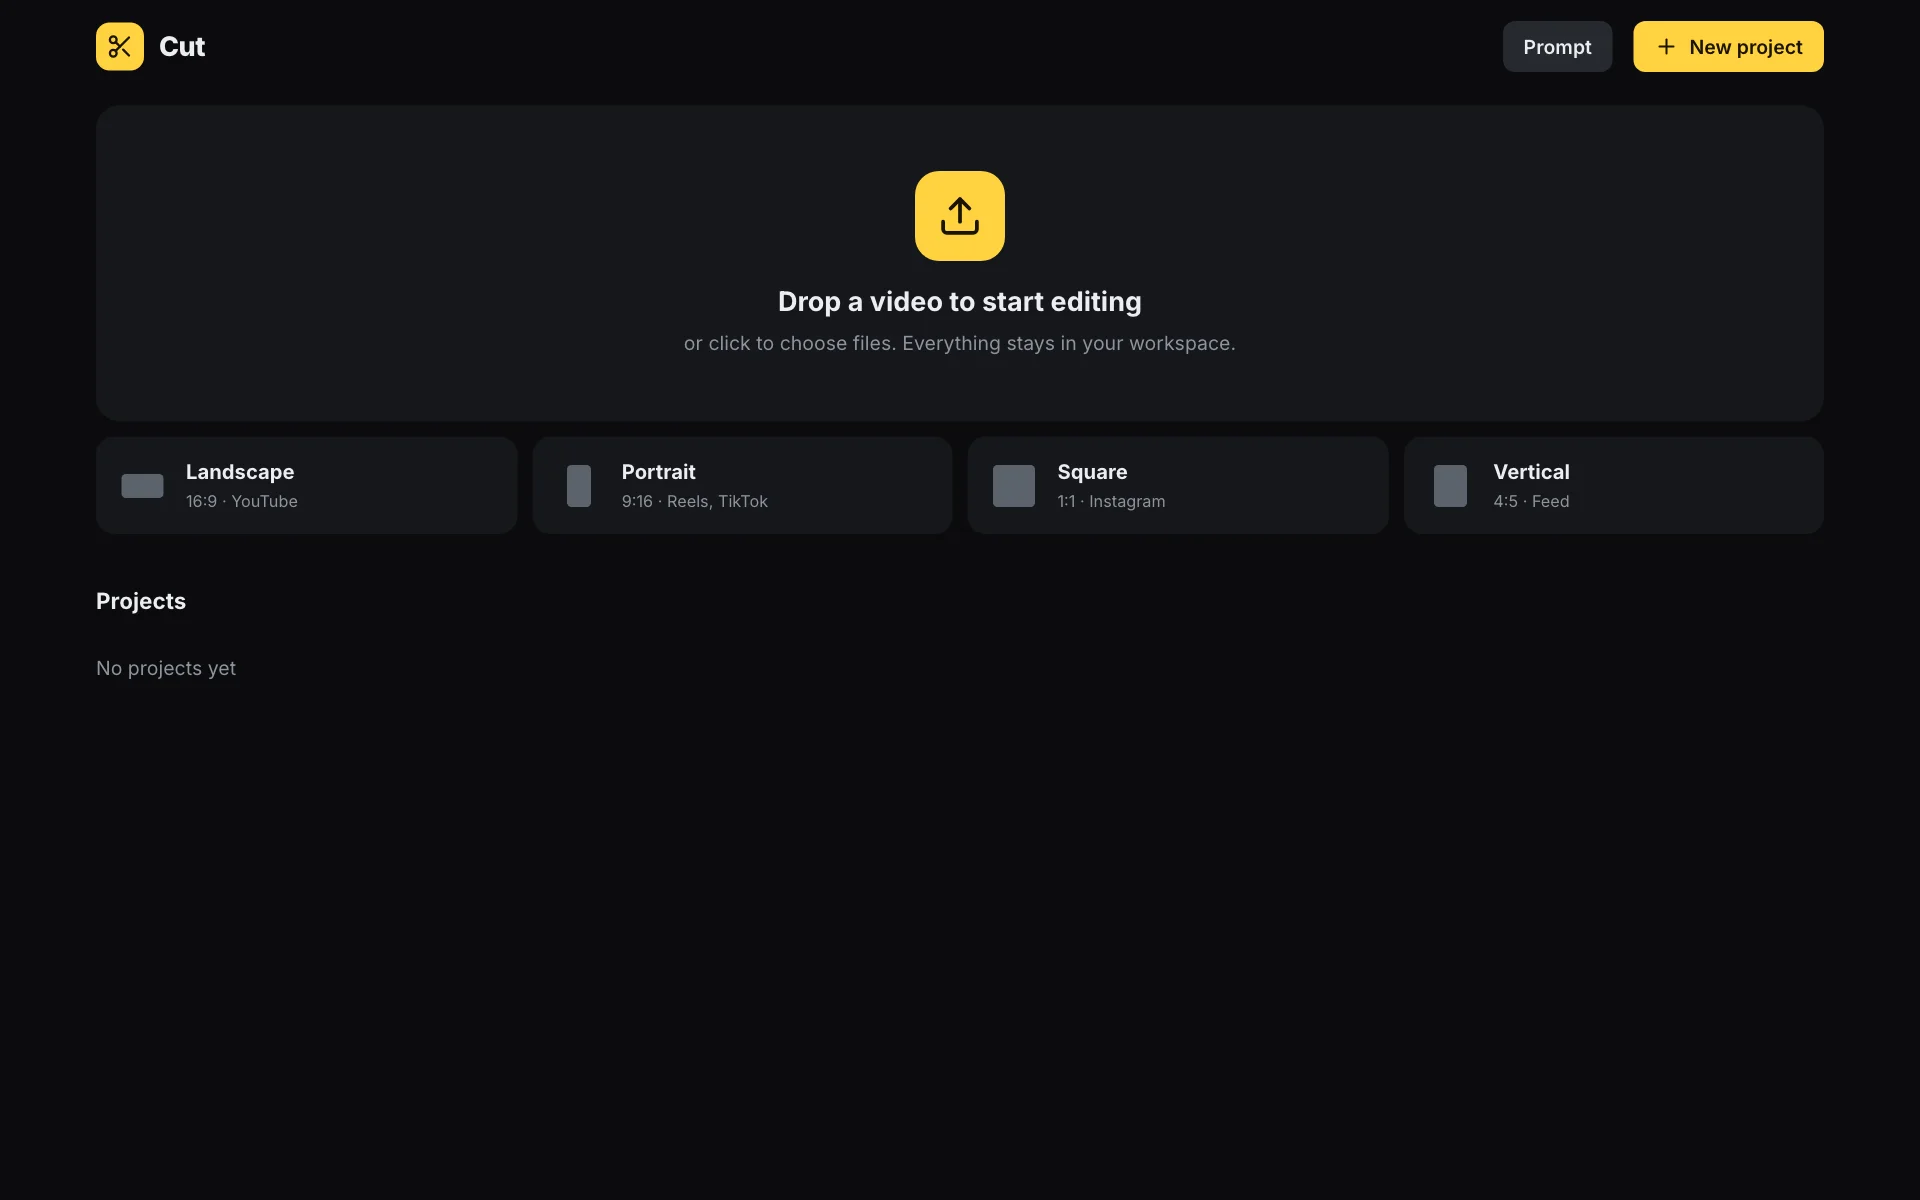 Cut
Prompt
New project
Drop a video to start editing
or click to choose files. Everything stays in your workspace.
Landscape
16:9 · YouTube
Portrait
9:16 · Reels, TikTok
Square
1:1 · Instagram
Vertical
4:5 · Feed
Projects
No projects yet